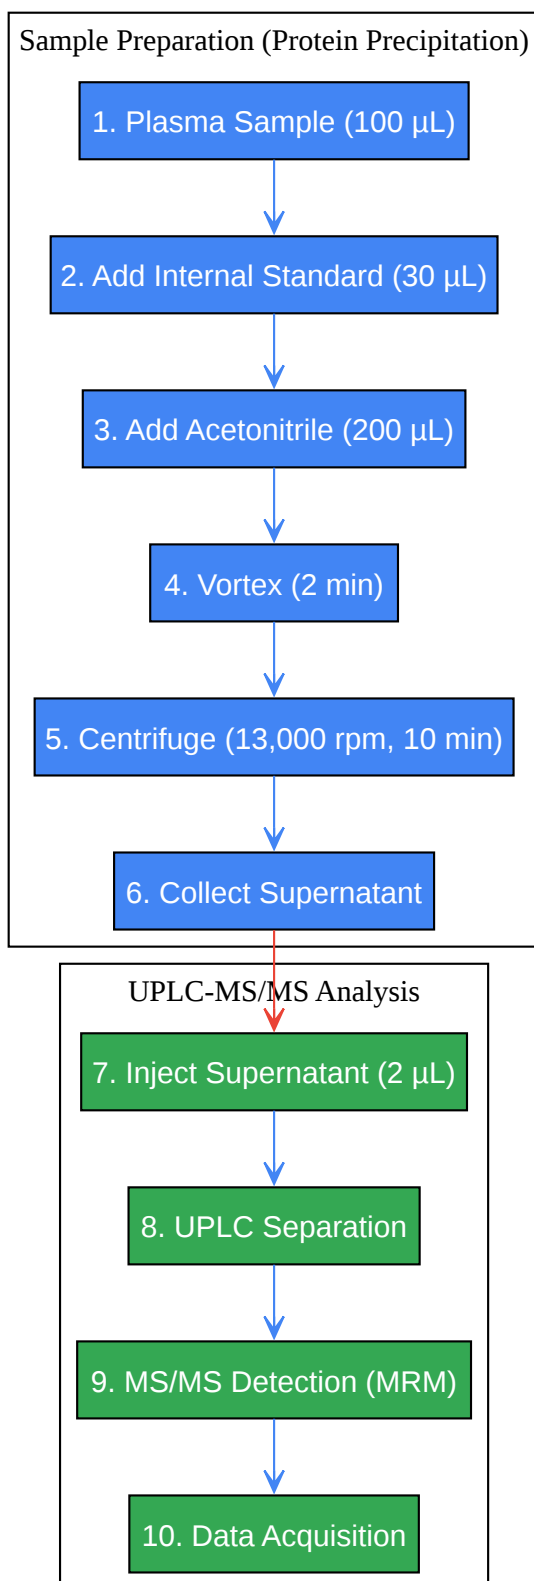 Sample Preparation (Protein Precipitation)
1. Plasma Sample (100 µL)
2. Add Internal Standard (30 µL)
3. Add Acetonitrile (200 µL)
4. Vortex (2 min)
5. Centrifuge (13,000 rpm, 10 min)
6. Collect Supernatant
UPLC-MS/MS Analysis
7. Inject Supernatant (2 µL)
8. UPLC Separation
9. MS/MS Detection (MRM)
10. Data Acquisition